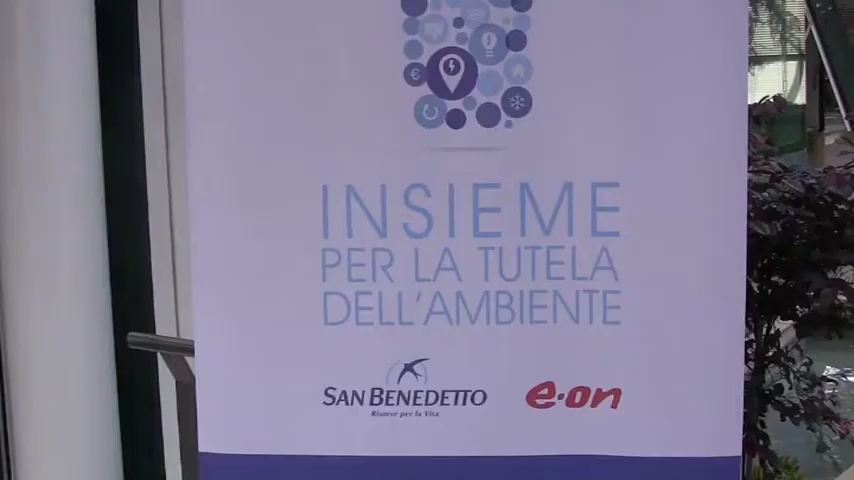 €
INSIEME
PER LA TUTELA
DELL'AMBIENTE
SAN BENEDETTO
Risorse per la Vita
e·on